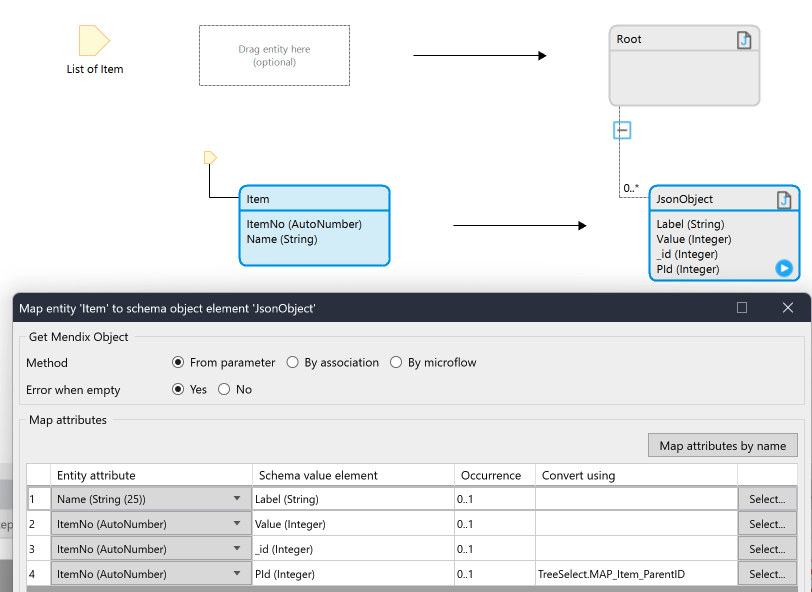 List of Item
Drag entity here
(optional)
Root
0..*
Item
ItemNo (AutoNumber)
Name (String)
JsonObject
Label (String)
Value (Integer)
_id (Integer)
PId (Integer)
Map entity 'Item' to schema object element 'JsonObject'
Get Mendix Object
Method From parameter By association By microflow
Error when empty Yes No
Map attributes
Map attributes by name
Entity attribute Schema value element Occurrence Convert using
1 Name (String (25)) Label (String) 0..1 Select...
2 ItemNo (AutoNumber) Value (Integer) 0..1 Select...
3 ItemNo (AutoNumber) _id (Integer) 0..1 Select...
4 ItemNo (AutoNumber) PId (Integer) 0..1 TreeSelect.MAP_Item_ParentID Select...